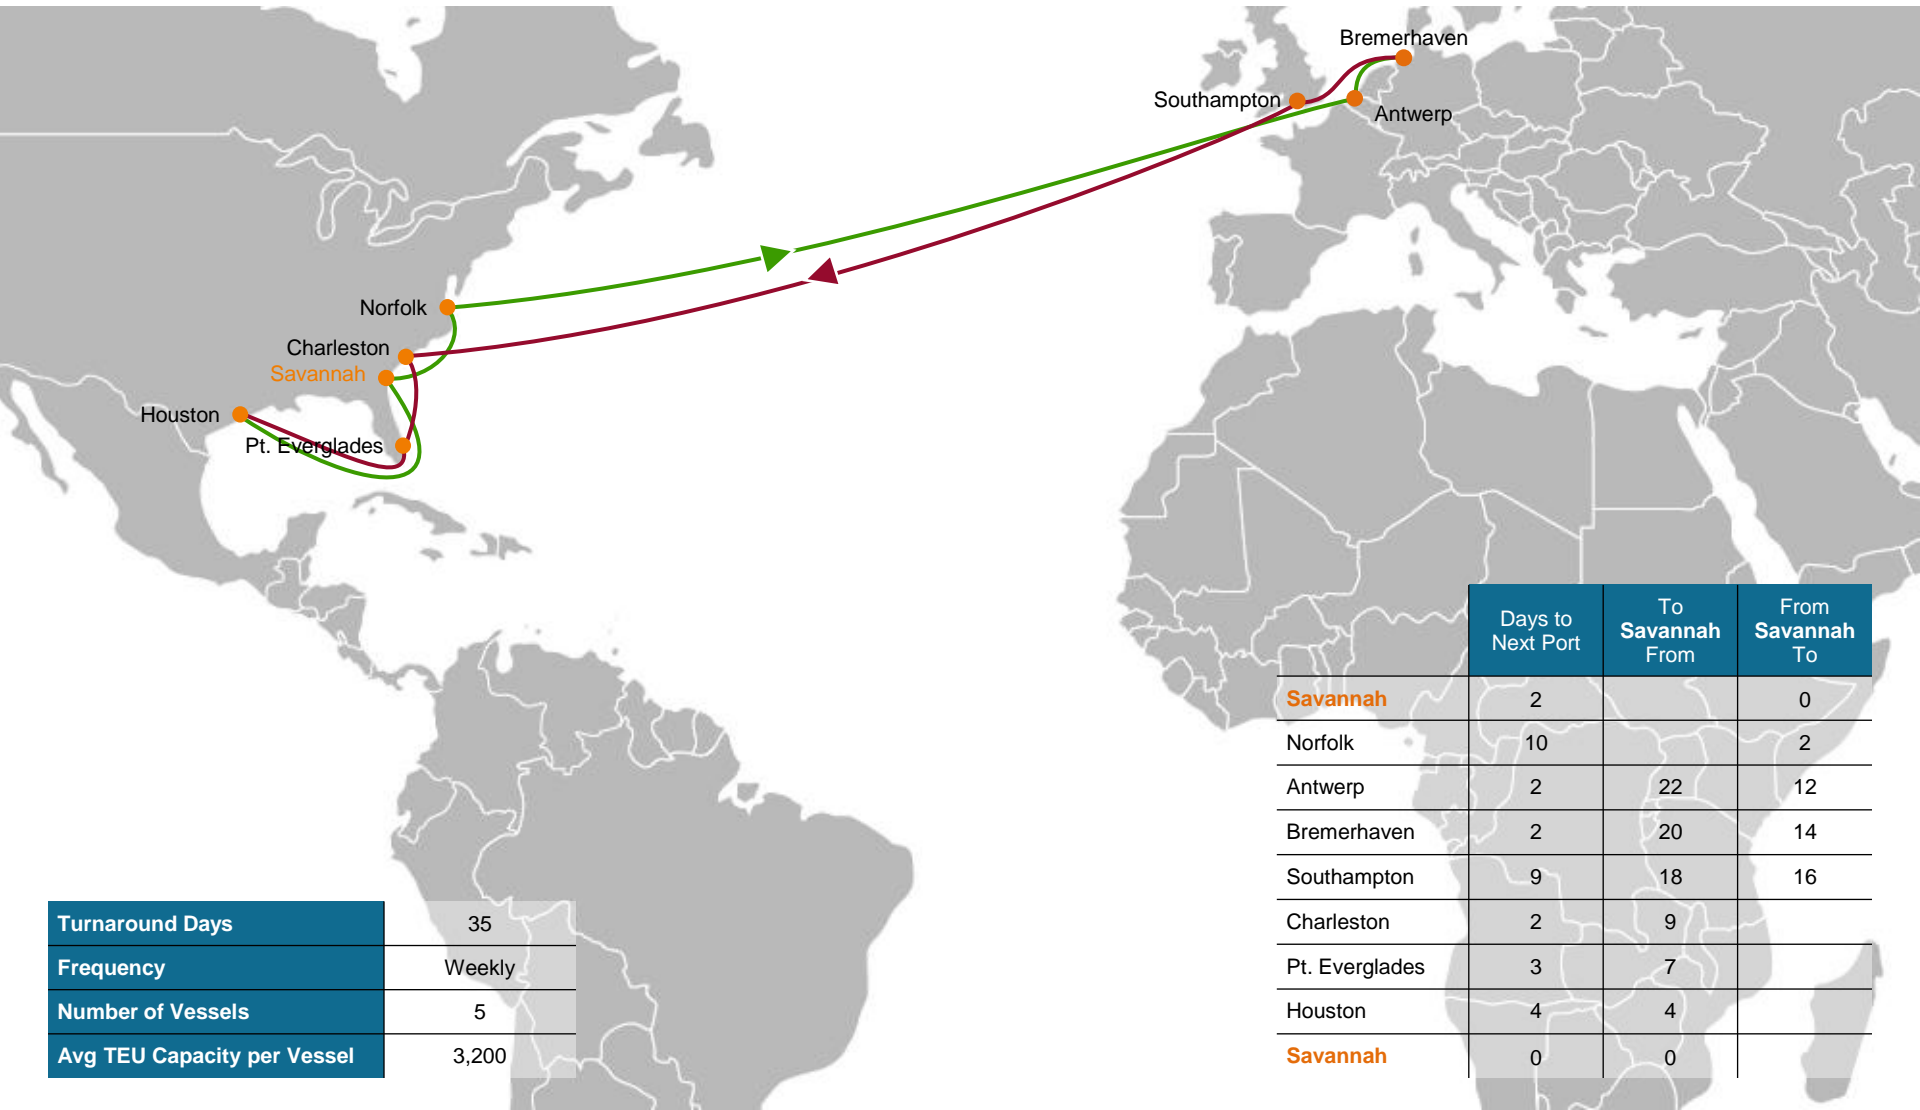 Bremerhaven
Southampton
Antwerp
Norfolk
Charleston
Savannah
Houston
Pt. Everglades
Days to Next Port To Savannah From From Savannah To
Savannah 2 0
Norfolk 10 2
Antwerp 2 22 12
Bremerhaven 2 20 14
Southampton 9 18 16
Charleston 2 9
Pt. Everglades 3 7
Houston 4 4
Savannah 0 0
Turnaround Days 35
Frequency Weekly
Number of Vessels 5
Avg TEU Capacity per Vessel 3,200